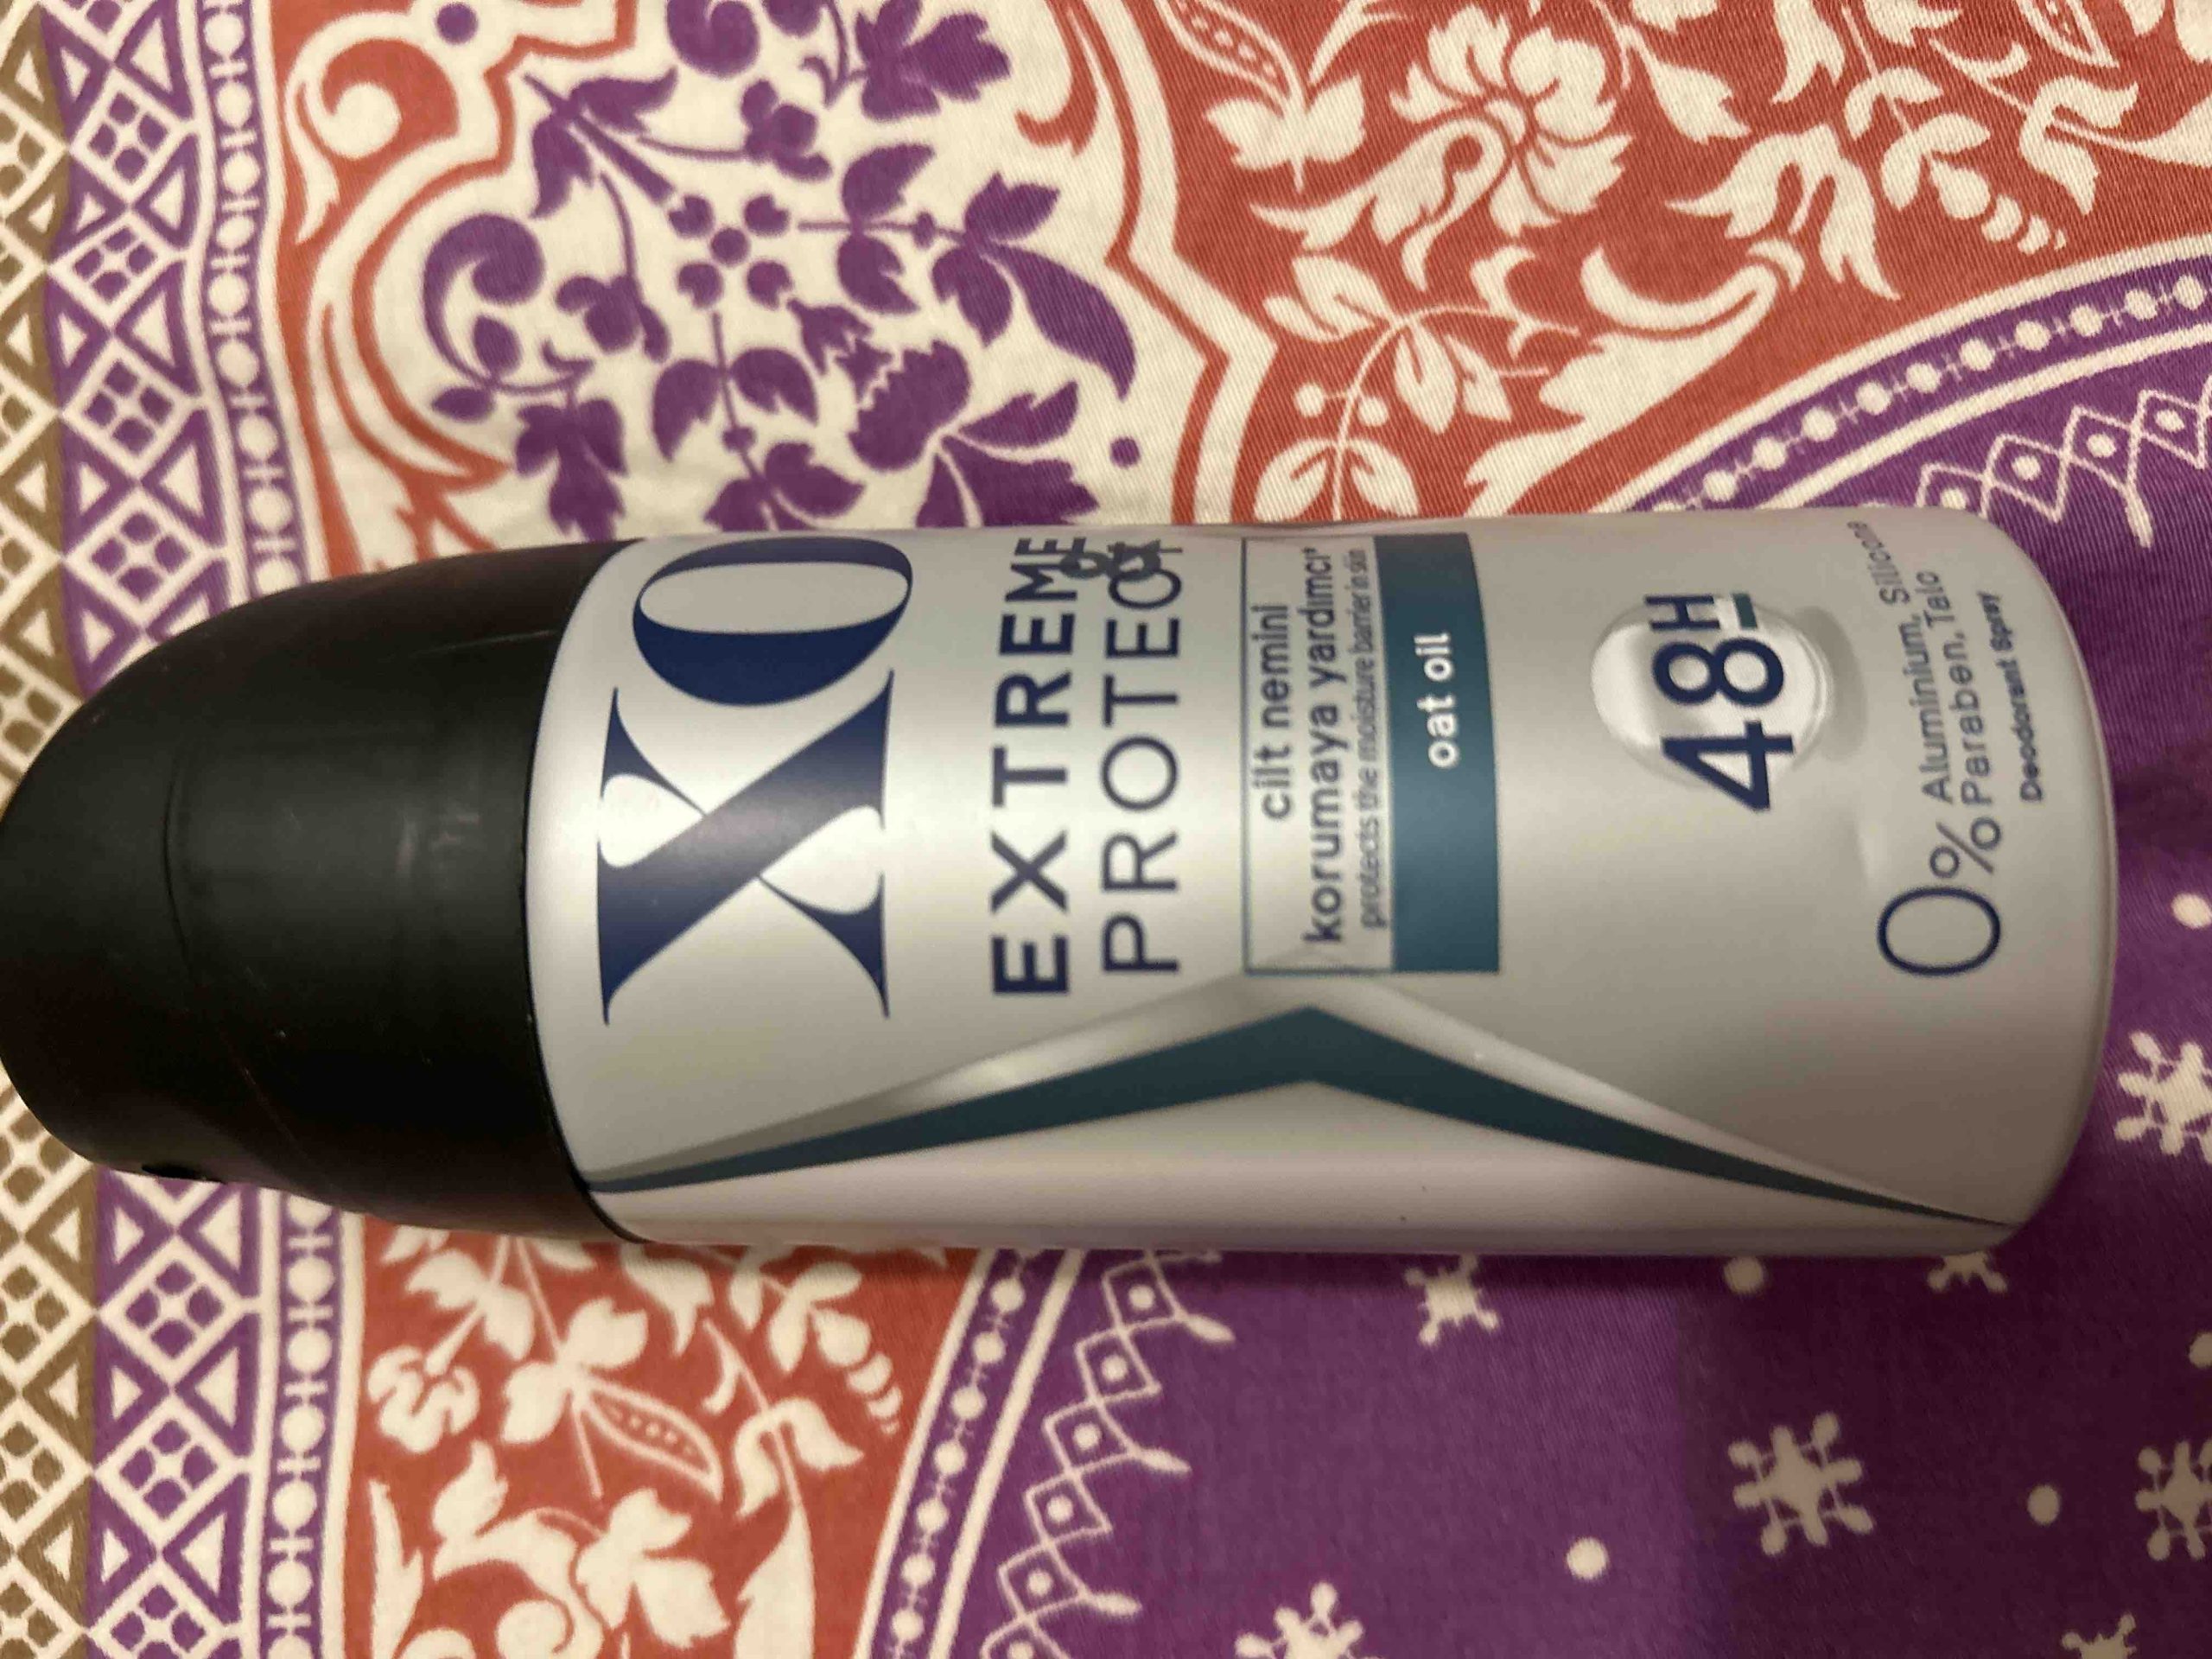 XO
EXTREME
PROTECT
cilt nemini
korumaya yardımcı*
protects the moisture barrier in skin
oat oil
48H
0% Aluminium, Silicone
Paraben, Talc
Deodorant Spray